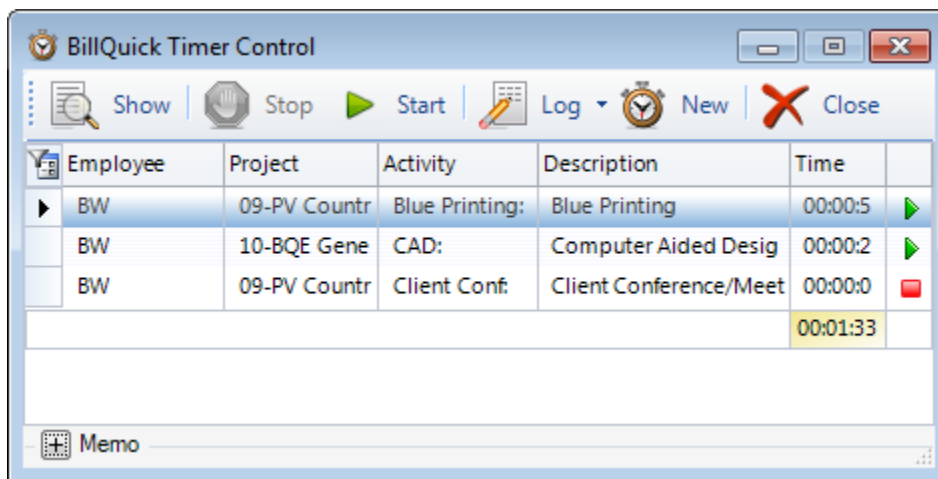 BillQuick Timer Control
Show Stop Start Log New Close
Employee Project Activity Description Time
BW 09-PV Countr Blue Printing: Blue Printing 00:00:5
BW 10-BQE Gene CAD: Computer Aided Desig 00:00:2
BW 09-PV Countr Client Conf: Client Conference/Meet 00:00:0
00:01:33
Memo